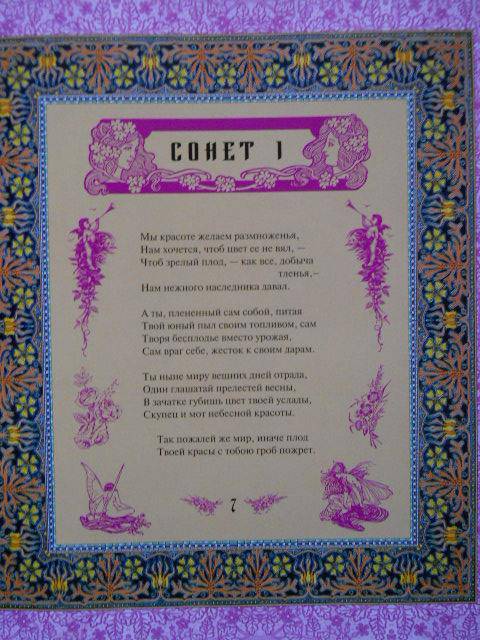 СОНЕТ I
Мы красоте желаем размноженья,
Нам хочется, чтоб цвет ее не вял, —
Чтоб зрелый плод, — как все, добыча
тленья,—
Нам нежного наследника давал.
А ты, плененный сам собой, питая
Твой юный пыл своим топливом, сам
Творя бесплодье вместо урожая,
Сам враг себе, жесток к своим дарам.
Ты ныне миру вешних дней отрада,
Один глашатай прелестей весны,
В зачатке губишь цвет твоей услады,
Скупец и мот небесной красоты.
Так пожалей же мир, иначе плод
Твоей красы с тобою гроб пожрет.
7